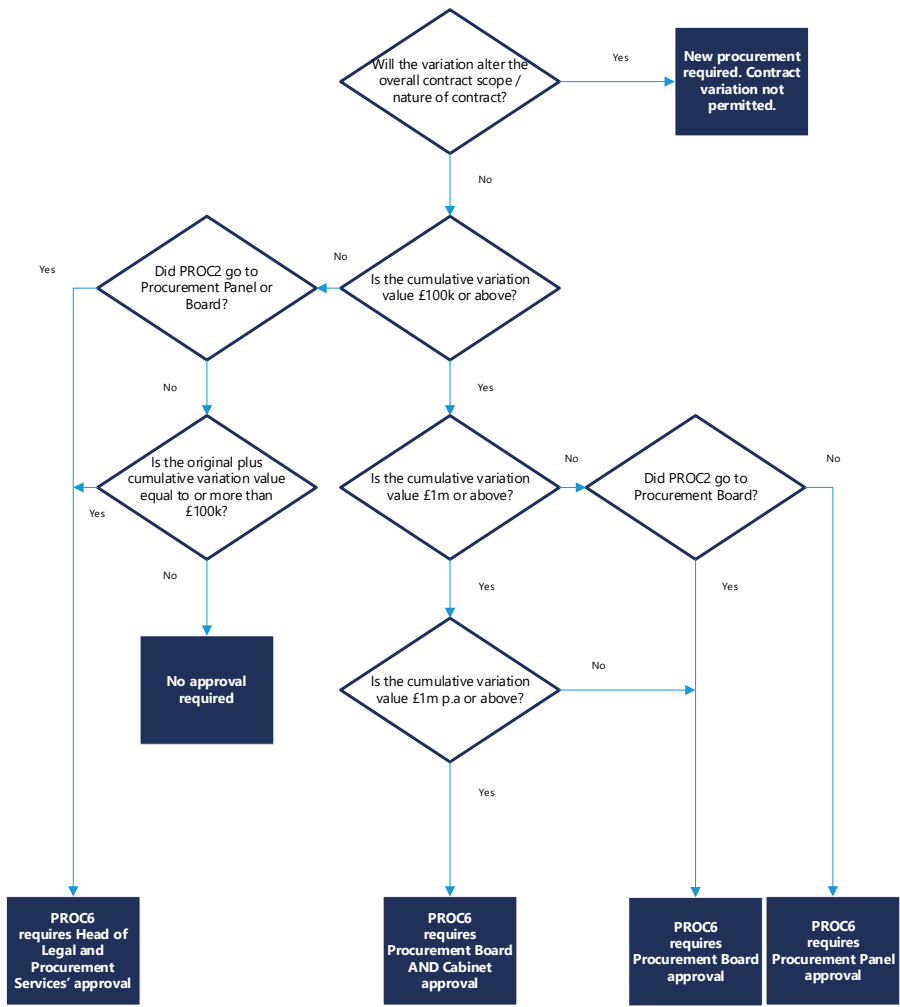 Will the variation alter the
overall contract scope /
nature of contract?
Yes
New procurement
required. Contract
variation not
permitted.
No
Yes
Did PROC2 go to
Procurement Panel or
Board?
No
Is the cumulative variation
value £100k or above?
No
Yes
Is the original plus
cumulative variation value
equal to or more than
£100k?
Yes
Is the cumulative variation
value £1m or above?
No
Did PROC2 go to
Procurement Board?
No
No
Yes
Yes
No approval
required
Is the cumulative variation
value £1m p.a or above?
No
Yes
PROC6
requires Head of
Legal and
Procurement
Services’ approval
PROC6
requires
Procurement Board
AND Cabinet
approval
PROC6
requires
Procurement Board
approval
PROC6
requires
Procurement Panel
approval